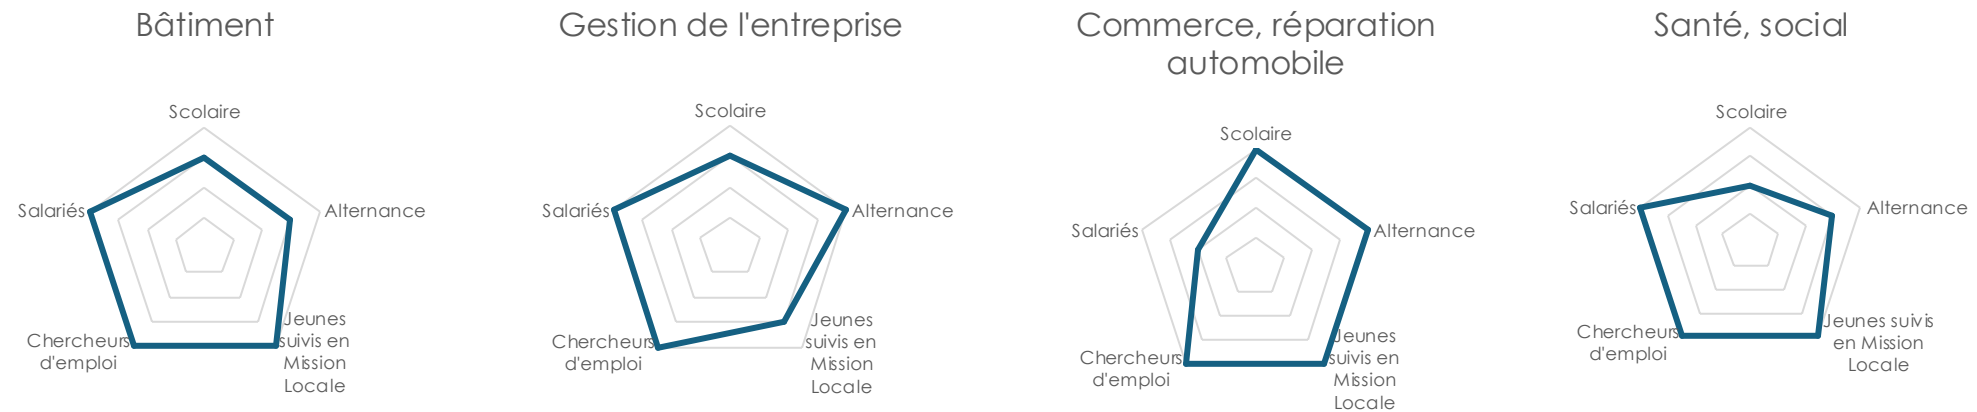 Bâtiment
Scolaire
Alternance
Jeunes
suivis en
Mission
Locale
Chercheurs
d'emploi
Salariés
Gestion de l'entreprise
Scolaire
Alternance
Jeunes
suivis en
Mission
Locale
Chercheurs
d'emploi
Salariés
Commerce, réparation
automobile
Scolaire
Alternance
Jeunes
suivis en
Mission
Locale
Chercheurs
d'emploi
Salariés
Santé, social
Scolaire
Alternance
Jeunes suivis
en Mission
Locale
Chercheurs
d'emploi
Salariés